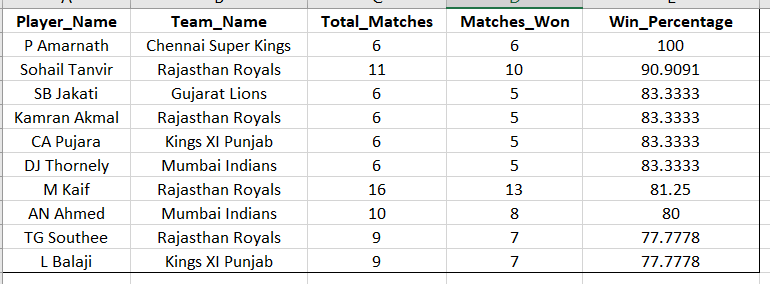 Player_Name Team_Name Total_Matches Matches_Won Win_Percentage
P Amarnath Chennai Super Kings 6 6 100
Sohail Tanvir Rajasthan Royals 11 10 90.9091
SB Jakati Gujarat Lions 6 5 83.3333
Kamran Akmal Rajasthan Royals 6 5 83.3333
CA Pujara Kings XI Punjab 6 5 83.3333
DJ Thornely Mumbai Indians 6 5 83.3333
M Kaif Rajasthan Royals 16 13 81.25
AN Ahmed Mumbai Indians 10 8 80
TG Southee Rajasthan Royals 9 7 77.7778
L Balaji Kings XI Punjab 9 7 77.7778